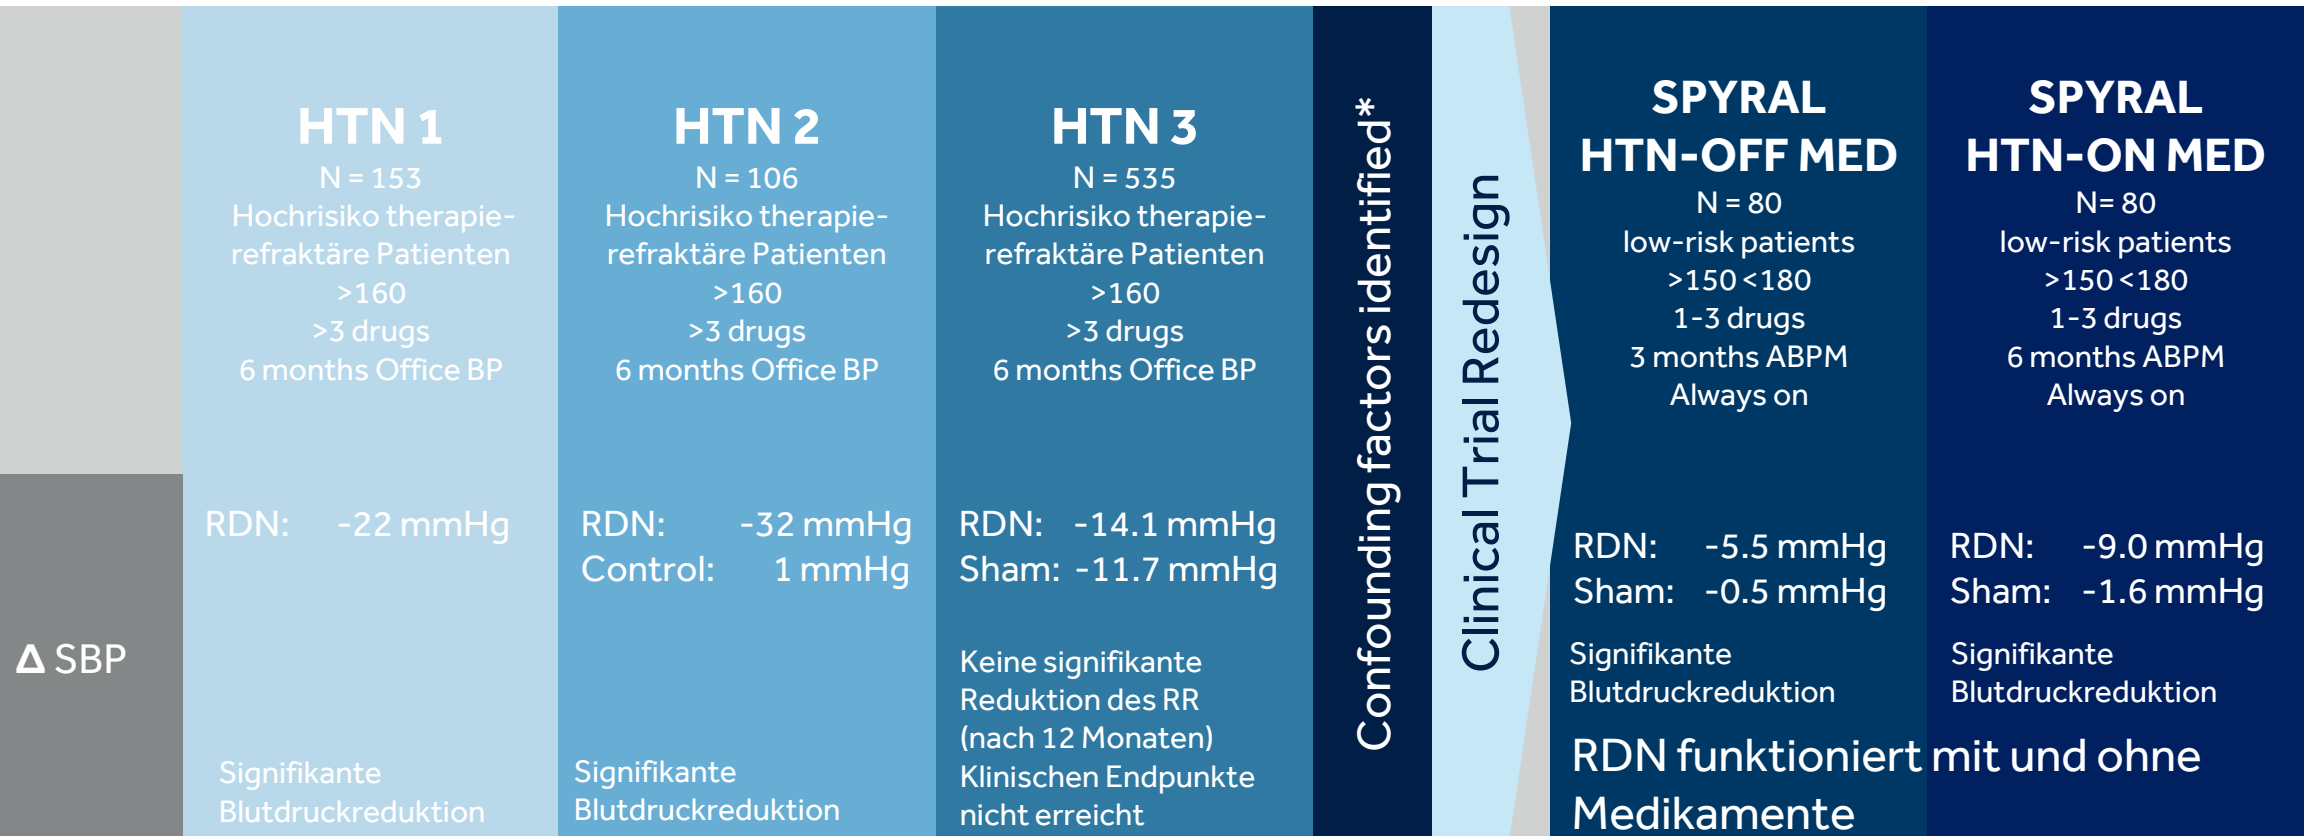 HTN 1
N = 153
Hochrisiko therapie-
refraktäre Patienten
>160
>3 drugs
6 months Office BP
HTN 2
N = 106
Hochrisiko therapie-
refraktäre Patienten
>160
>3 drugs
6 months Office BP
HTN 3
N = 535
Hochrisiko therapie-
refraktäre Patienten
>160
>3 drugs
6 months Office BP
Confounding factors identified*
Clinical Trial Redesign
SPYRAL
HTN-OFF MED
N = 80
low-risk patients
>150 <180
1-3 drugs
3 months ABPM
Always on
SPYRAL
HTN-ON MED
N= 80
low-risk patients
>150 <180
1-3 drugs
6 months ABPM
Always on
Δ SBP
RDN: -22 mmHg
Signifikante
Blutdruckreduktion
RDN: -32 mmHg
Control: 1 mmHg
Signifikante
Blutdruckreduktion
RDN: -14.1 mmHg
Sham: -11.7 mmHg
Keine signifikante
Reduktion des RR
(nach 12 Monaten)
Klinischen Endpunkte
nicht erreicht
RDN: -5.5 mmHg
Sham: -0.5 mmHg
Signifikante
Blutdruckreduktion
RDN: -9.0 mmHg
Sham: -1.6 mmHg
Signifikante
Blutdruckreduktion
RDN funktioniert mit und ohne
Medikamente